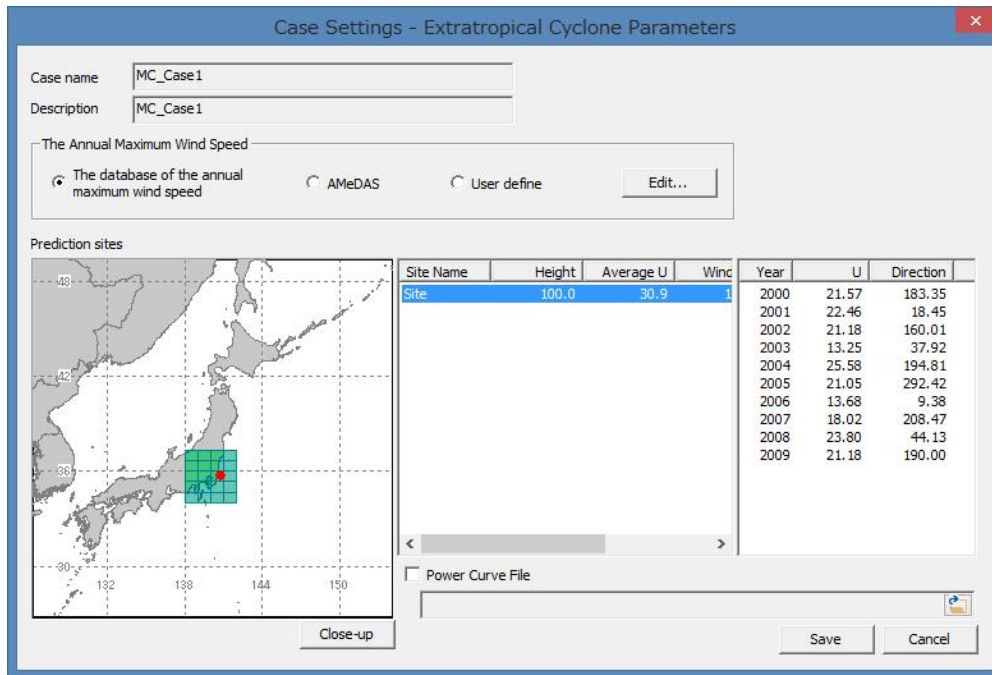 Case Settings - Extratropical Cyclone Parameters
Case name MC_Case1
Description MC_Case1
The Annual Maximum Wind Speed
The database of the annual maximum wind speed
AMeDAS
User define
Edit...
Prediction sites
48
42
36
30
132 138 144 150
Close-up
Site Name Height Average U Wind
Site 100.0 30.9 1
Year U Direction
2000 21.57 183.35
2001 22.46 18.45
2002 21.18 160.01
2003 13.25 37.92
2004 25.58 194.81
2005 21.05 292.42
2006 13.68 9.38
2007 18.02 208.47
2008 23.80 44.13
2009 21.18 190.00
Power Curve File
Save Cancel